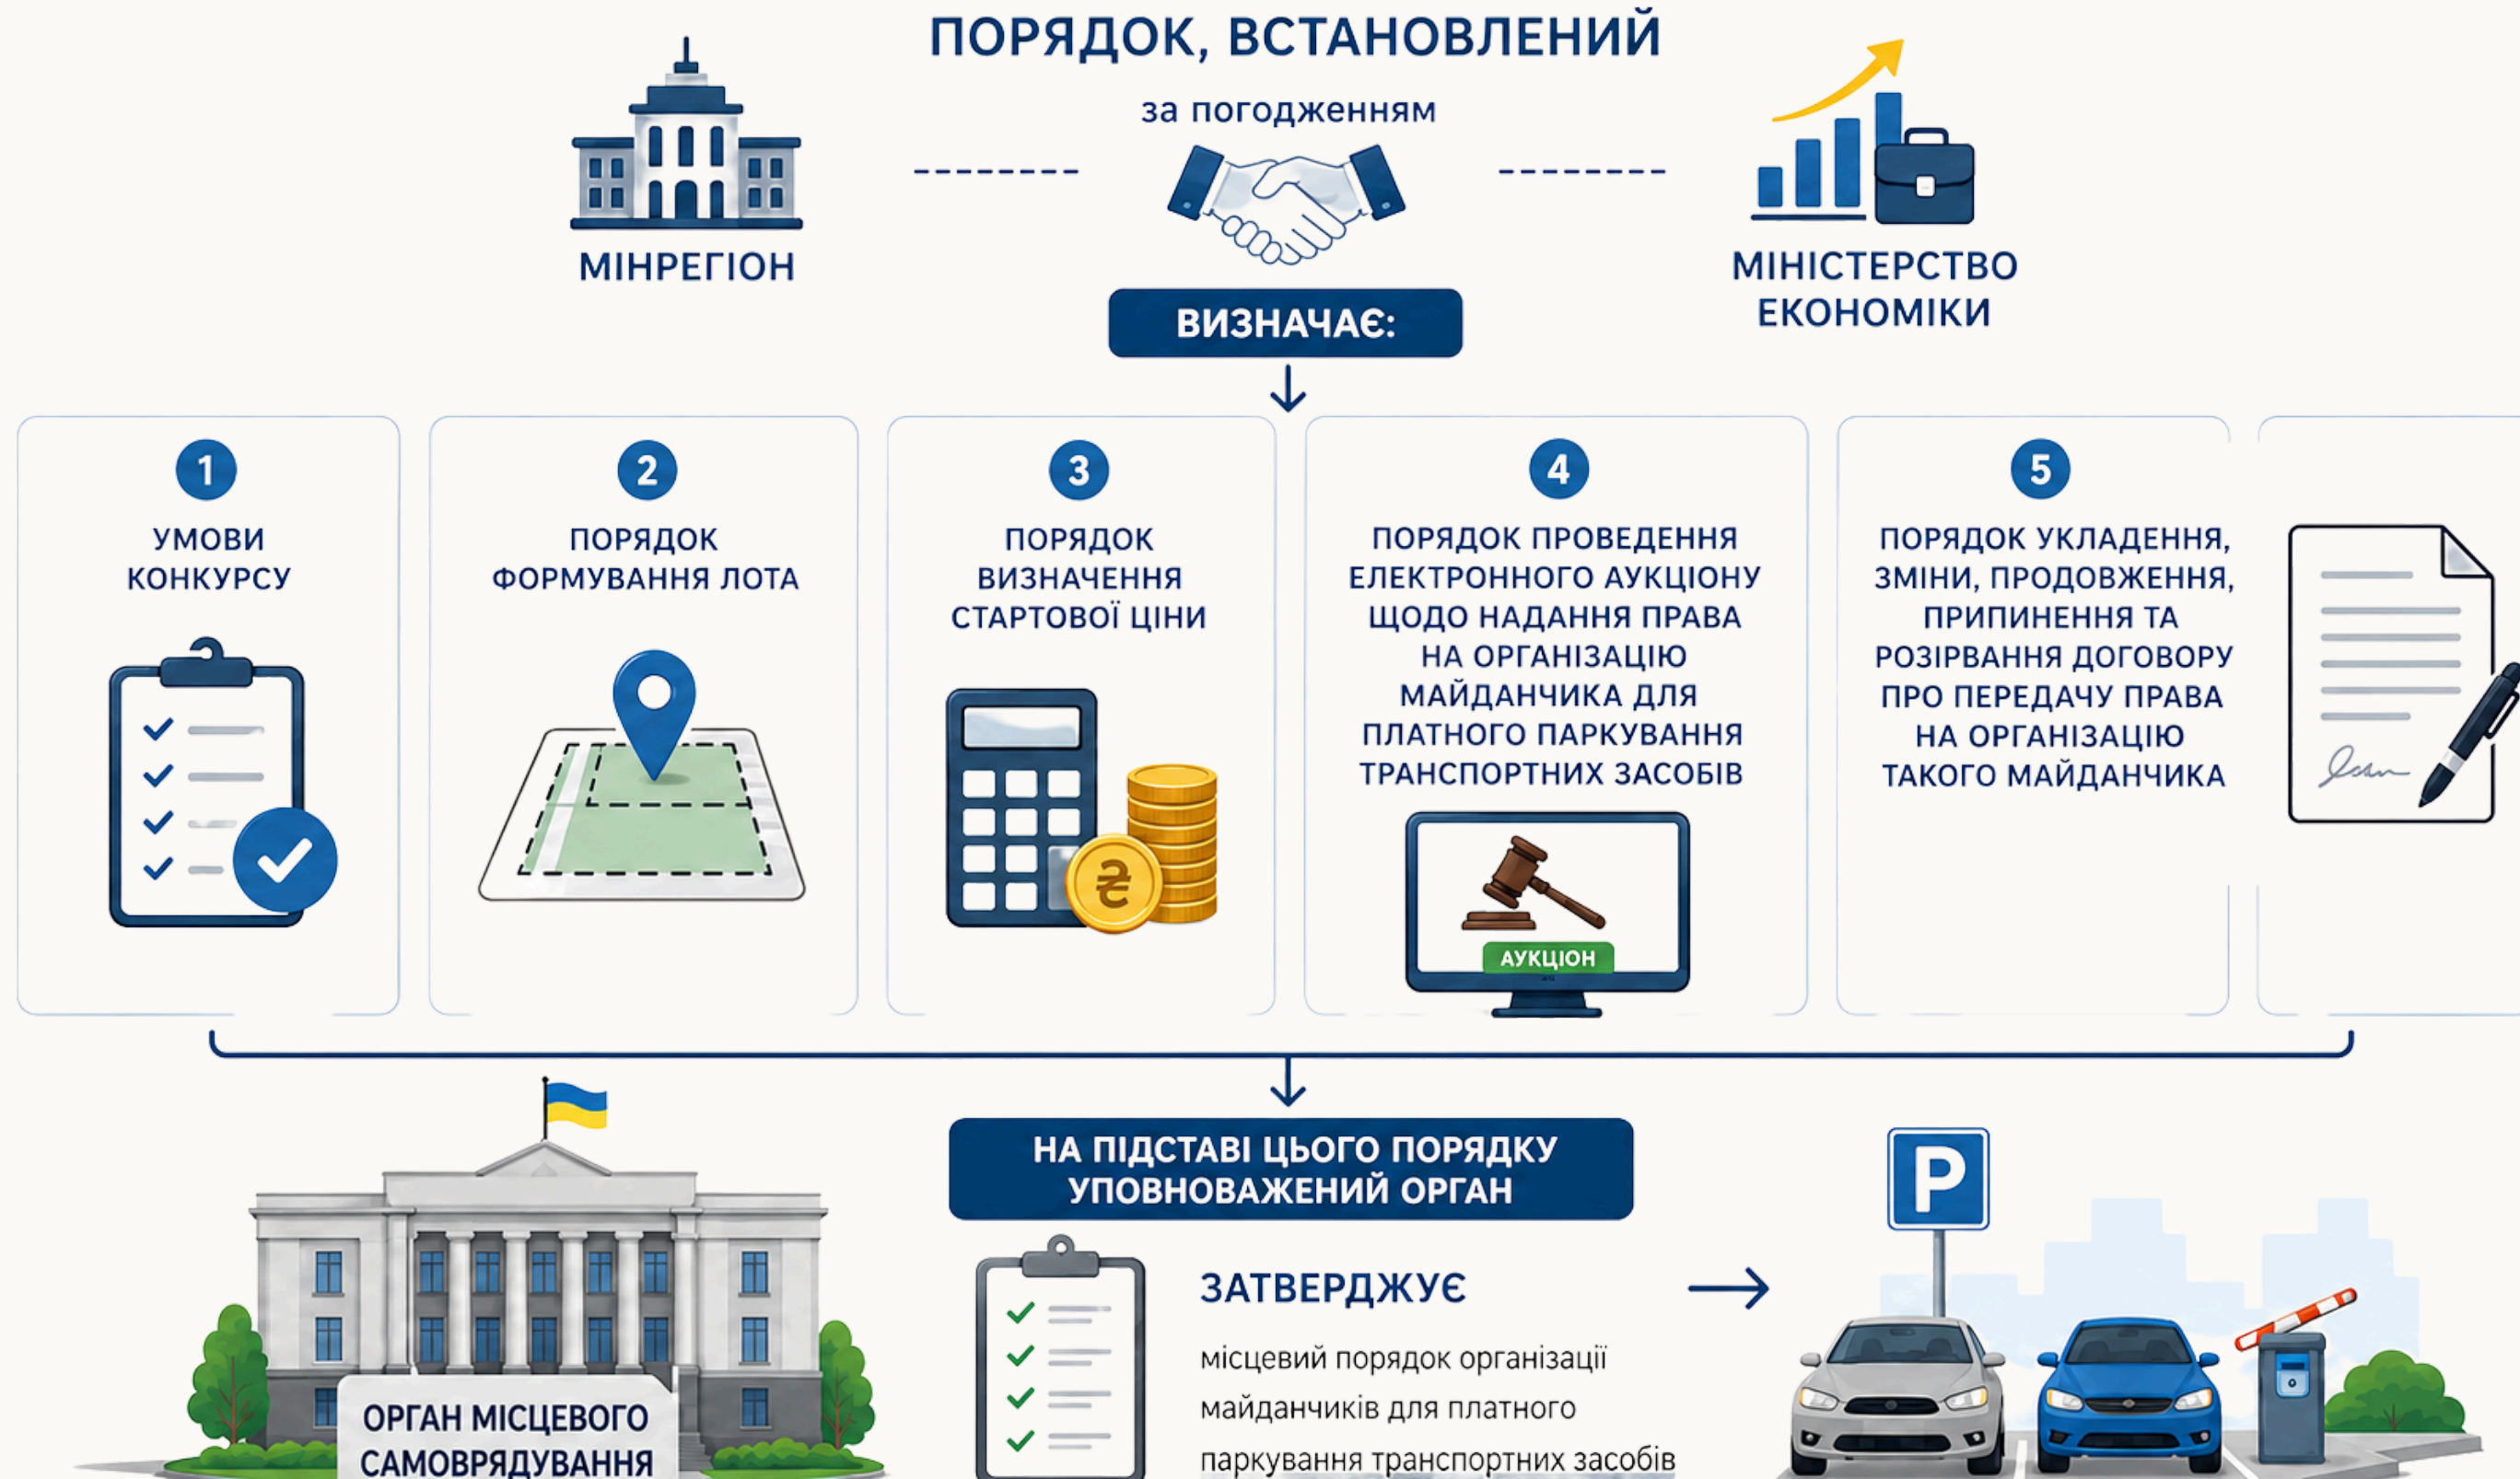 ПОРЯДОК, ВСТАНОВЛЕНИЙ
за погодженням
МІНРЕГІОН
МІНІСТЕРСТВО
ЕКОНОМІКИ
ВИЗНАЧАЄ:
1
УМОВИ
КОНКУРСУ
2
ПОРЯДОК
ФОРМУВАННЯ ЛОТА
3
ПОРЯДОК
ВИЗНАЧЕННЯ
СТАРТОВОЇ ЦІНИ
₴
4
ПОРЯДОК ПРОВЕДЕННЯ
ЕЛЕКТРОННОГО АУКЦІОНУ
ЩОДО НАДАННЯ ПРАВА
НА ОРГАНІЗАЦІЮ
МАЙДАНЧИКА ДЛЯ
ПЛАТНОГО ПАРКУВАННЯ
ТРАНСПОРТНИХ ЗАСОБІВ
АУКЦІОН
5
ПОРЯДОК УКЛАДЕННЯ,
ЗМІНИ, ПРОДОВЖЕННЯ,
ПРИПИНЕННЯ ТА
РОЗІРВАННЯ ДОГОВОРУ
ПРО ПЕРЕДАЧУ ПРАВА
НА ОРГАНІЗАЦІЮ
ТАКОГО МАЙДАНЧИКА
НА ПІДСТАВІ ЦЬОГО ПОРЯДКУ
УПОВНОВАЖЕНИЙ ОРГАН
ОРГАН МІСЦЕВОГО
САМОВРЯДУВАННЯ
ЗАТВЕРДЖУЄ
місцевий порядок організації
майданчиків для платного
паркування транспортних засобів
P